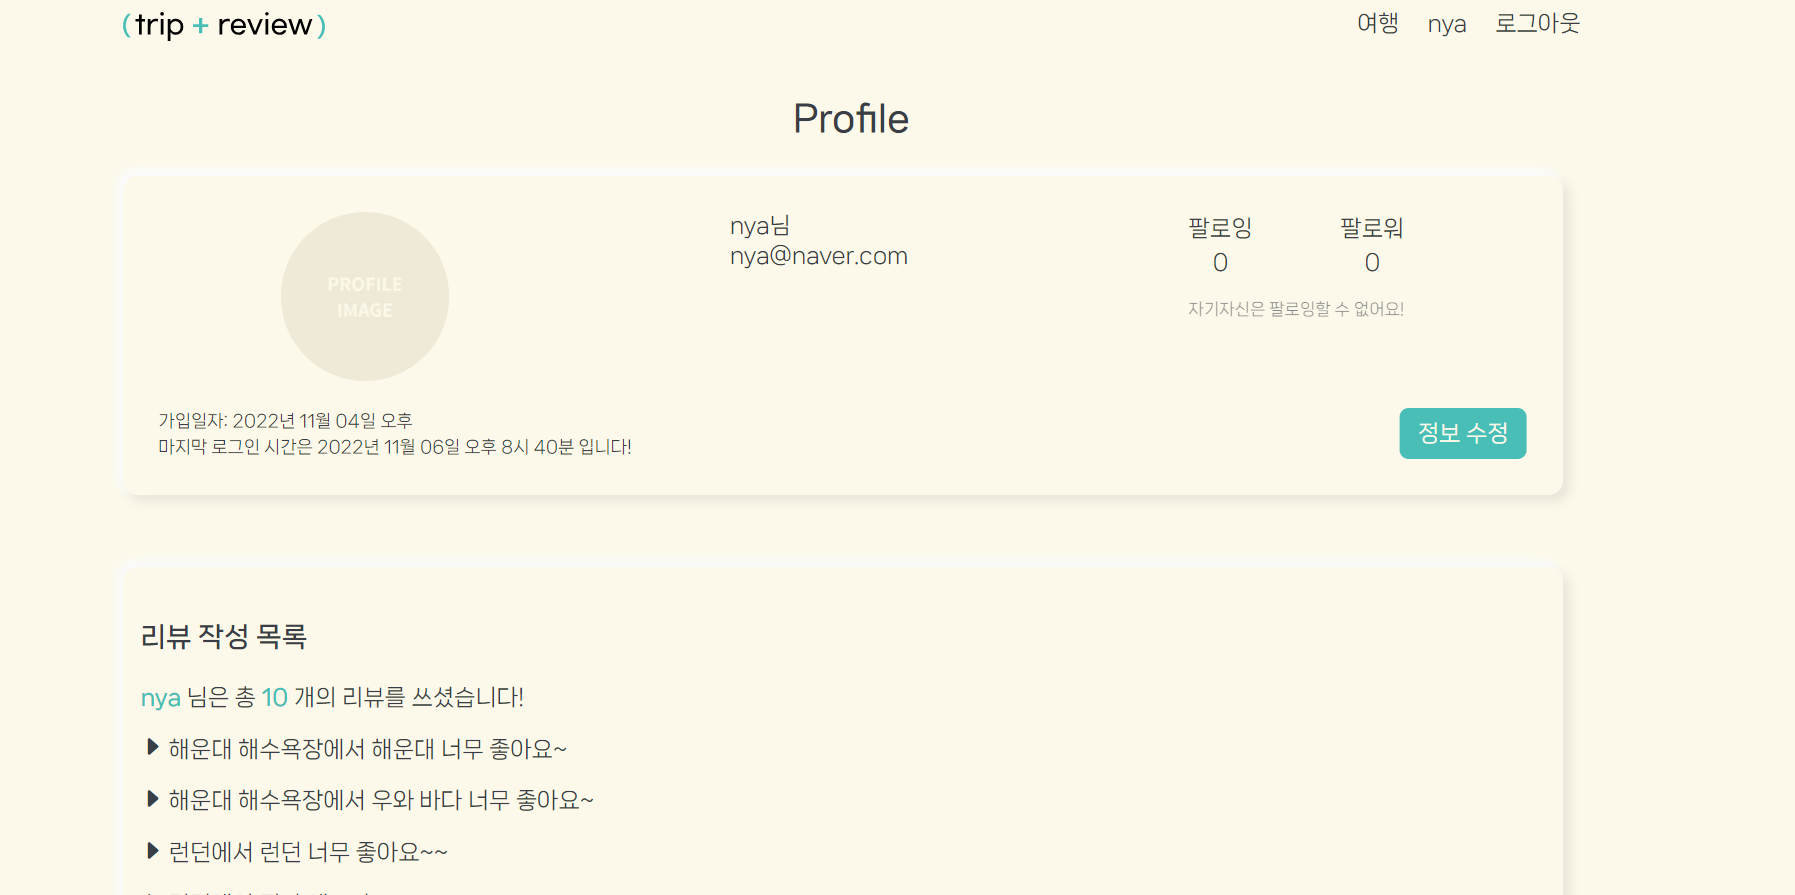 (trip + review)
여행 nya 로그아웃
Profile
PROFILE
IMAGE
nya님
nya@naver.com
팔로잉 팔로워
0 0
자기자신은 팔로잉할 수 없어요!
가입일자: 2022년 11월 04일 오후
마지막 로그인 시간은 2022년 11월 06일 오후 8시 40분 입니다!
정보 수정
리뷰 작성 목록
nya 님은 총 10 개의 리뷰를 쓰셨습니다!
해운대 해수욕장에서 해운대 너무 좋아요~
해운대 해수욕장에서 우와 바다 너무 좋아요~
런던에서 런던 너무 좋아요~~